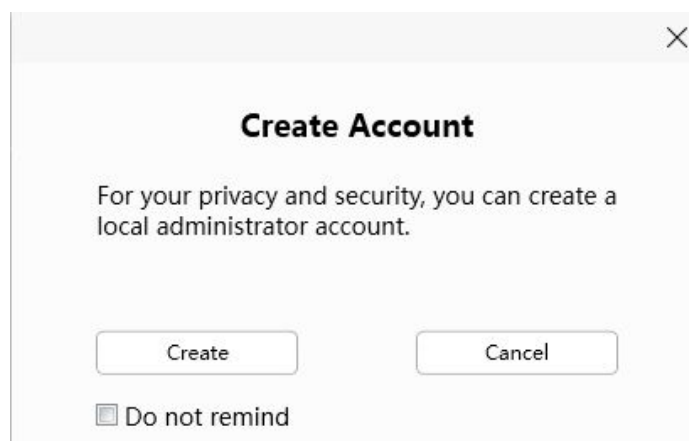 Create Account
For your privacy and security, you can create a
local administrator account.
Create
Cancel
Do not remind